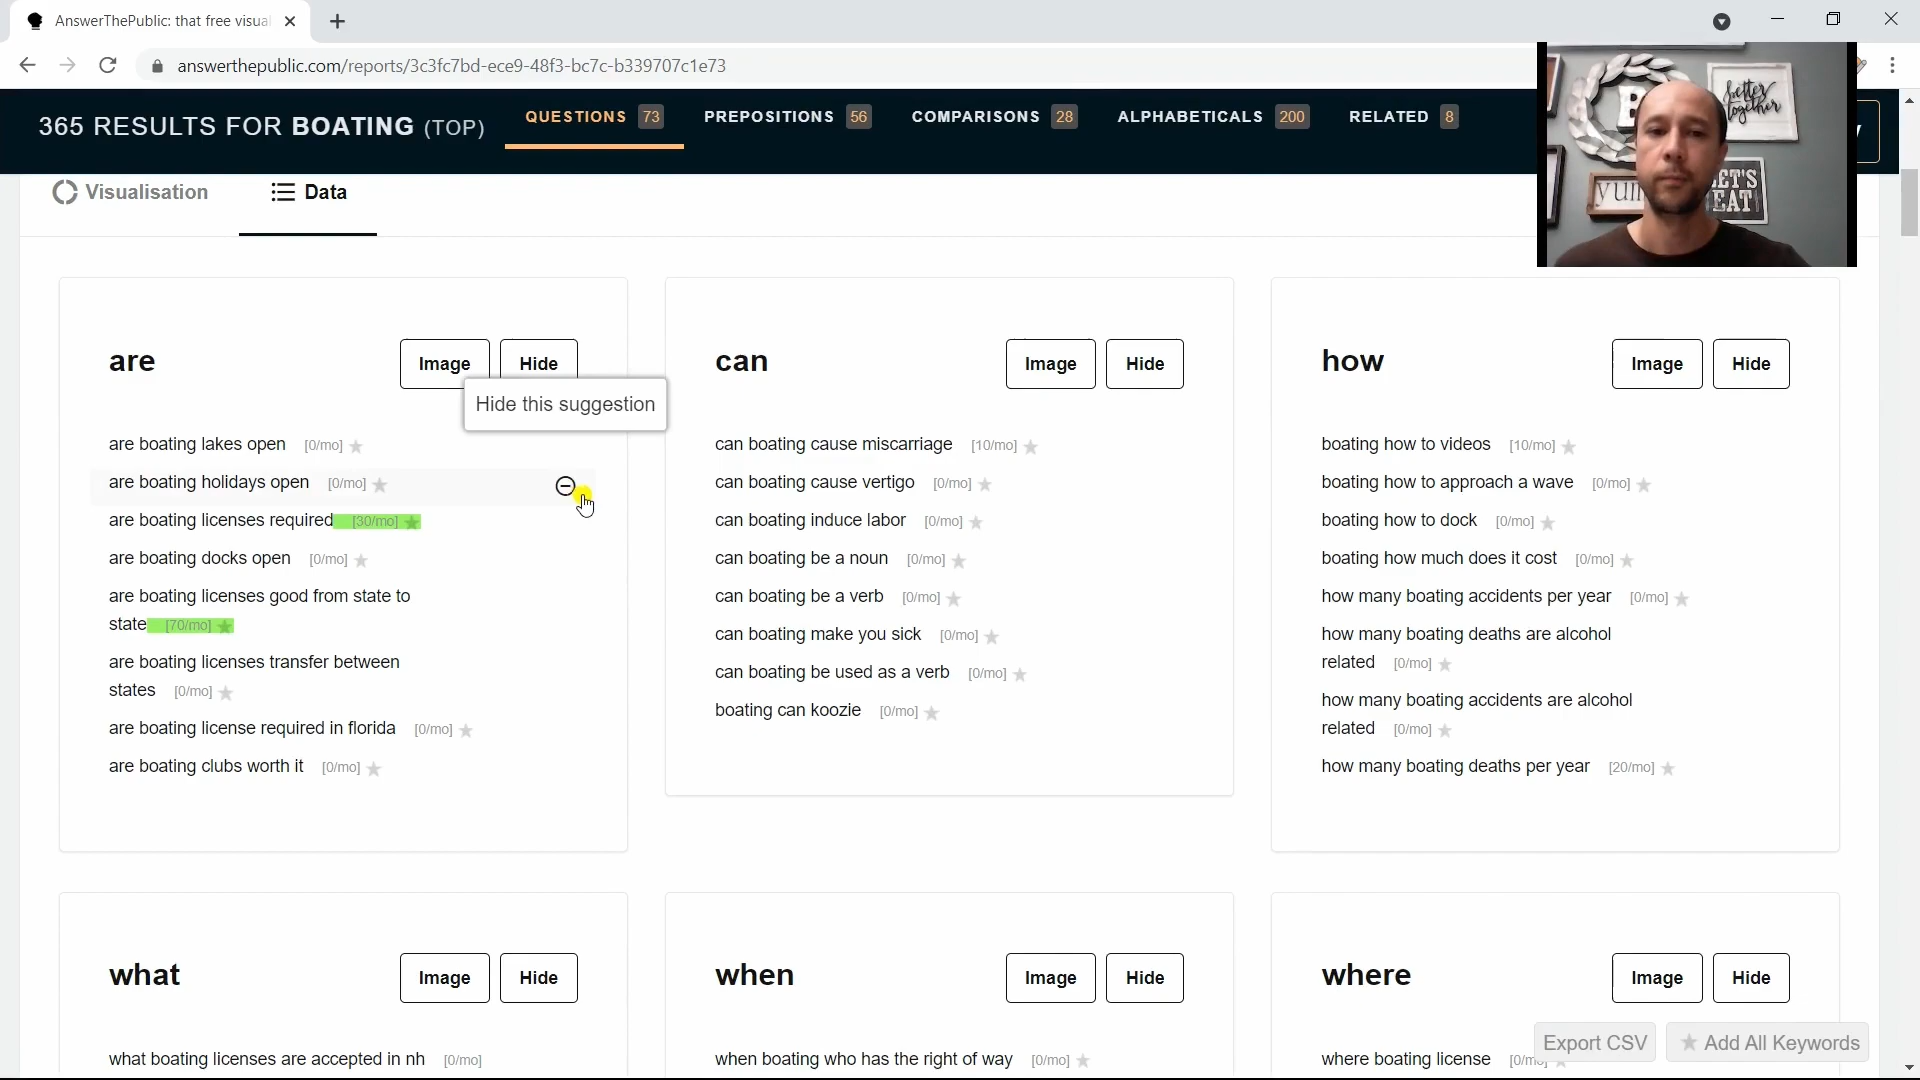 AnswerThePublic: that free visua
answerthepublic.com/reports/3c3fc7bd-ece9-48f3-bc7c-b339707c1e73
365 RESULTS FOR BOATING (TOP)
QUESTIONS 73
PREPOSITIONS 56
COMPARISONS 28
ALPHABETICALS 200
RELATED 8
B
better together
yum
LET'S
EAT
Visualisation
Data
are
Image
Hide
Hide this suggestion
are boating lakes open [0/mo]
are boating holidays open [0/mo]
are boating licenses required [30/mo]
are boating docks open [0/mo]
are boating licenses good from state to
state [70/mo]
are boating licenses transfer between
states [0/mo]
are boating license required in florida [0/mo]
are boating clubs worth it [0/mo]
can
Image
Hide
can boating cause miscarriage [10/mo]
can boating cause vertigo [0/mo]
can boating induce labor [0/mo]
can boating be a noun [0/mo]
can boating be a verb [0/mo]
can boating make you sick [0/mo]
can boating be used as a verb [0/mo]
boating can koozie [0/mo]
how
Image
Hide
boating how to videos [10/mo]
boating how to approach a wave [0/mo]
boating how to dock [0/mo]
boating how much does it cost [0/mo]
how many boating accidents per year [0/mo]
how many boating deaths are alcohol
related [0/mo]
how many boating accidents are alcohol
related [0/mo]
how many boating deaths per year [20/mo]
what
Image
Hide
what boating licenses are accepted in nh [0/mo]
when
Image
Hide
when boating who has the right of way [0/mo]
where
Image
Hide
where boating license
Export CSV
Add All Keywords